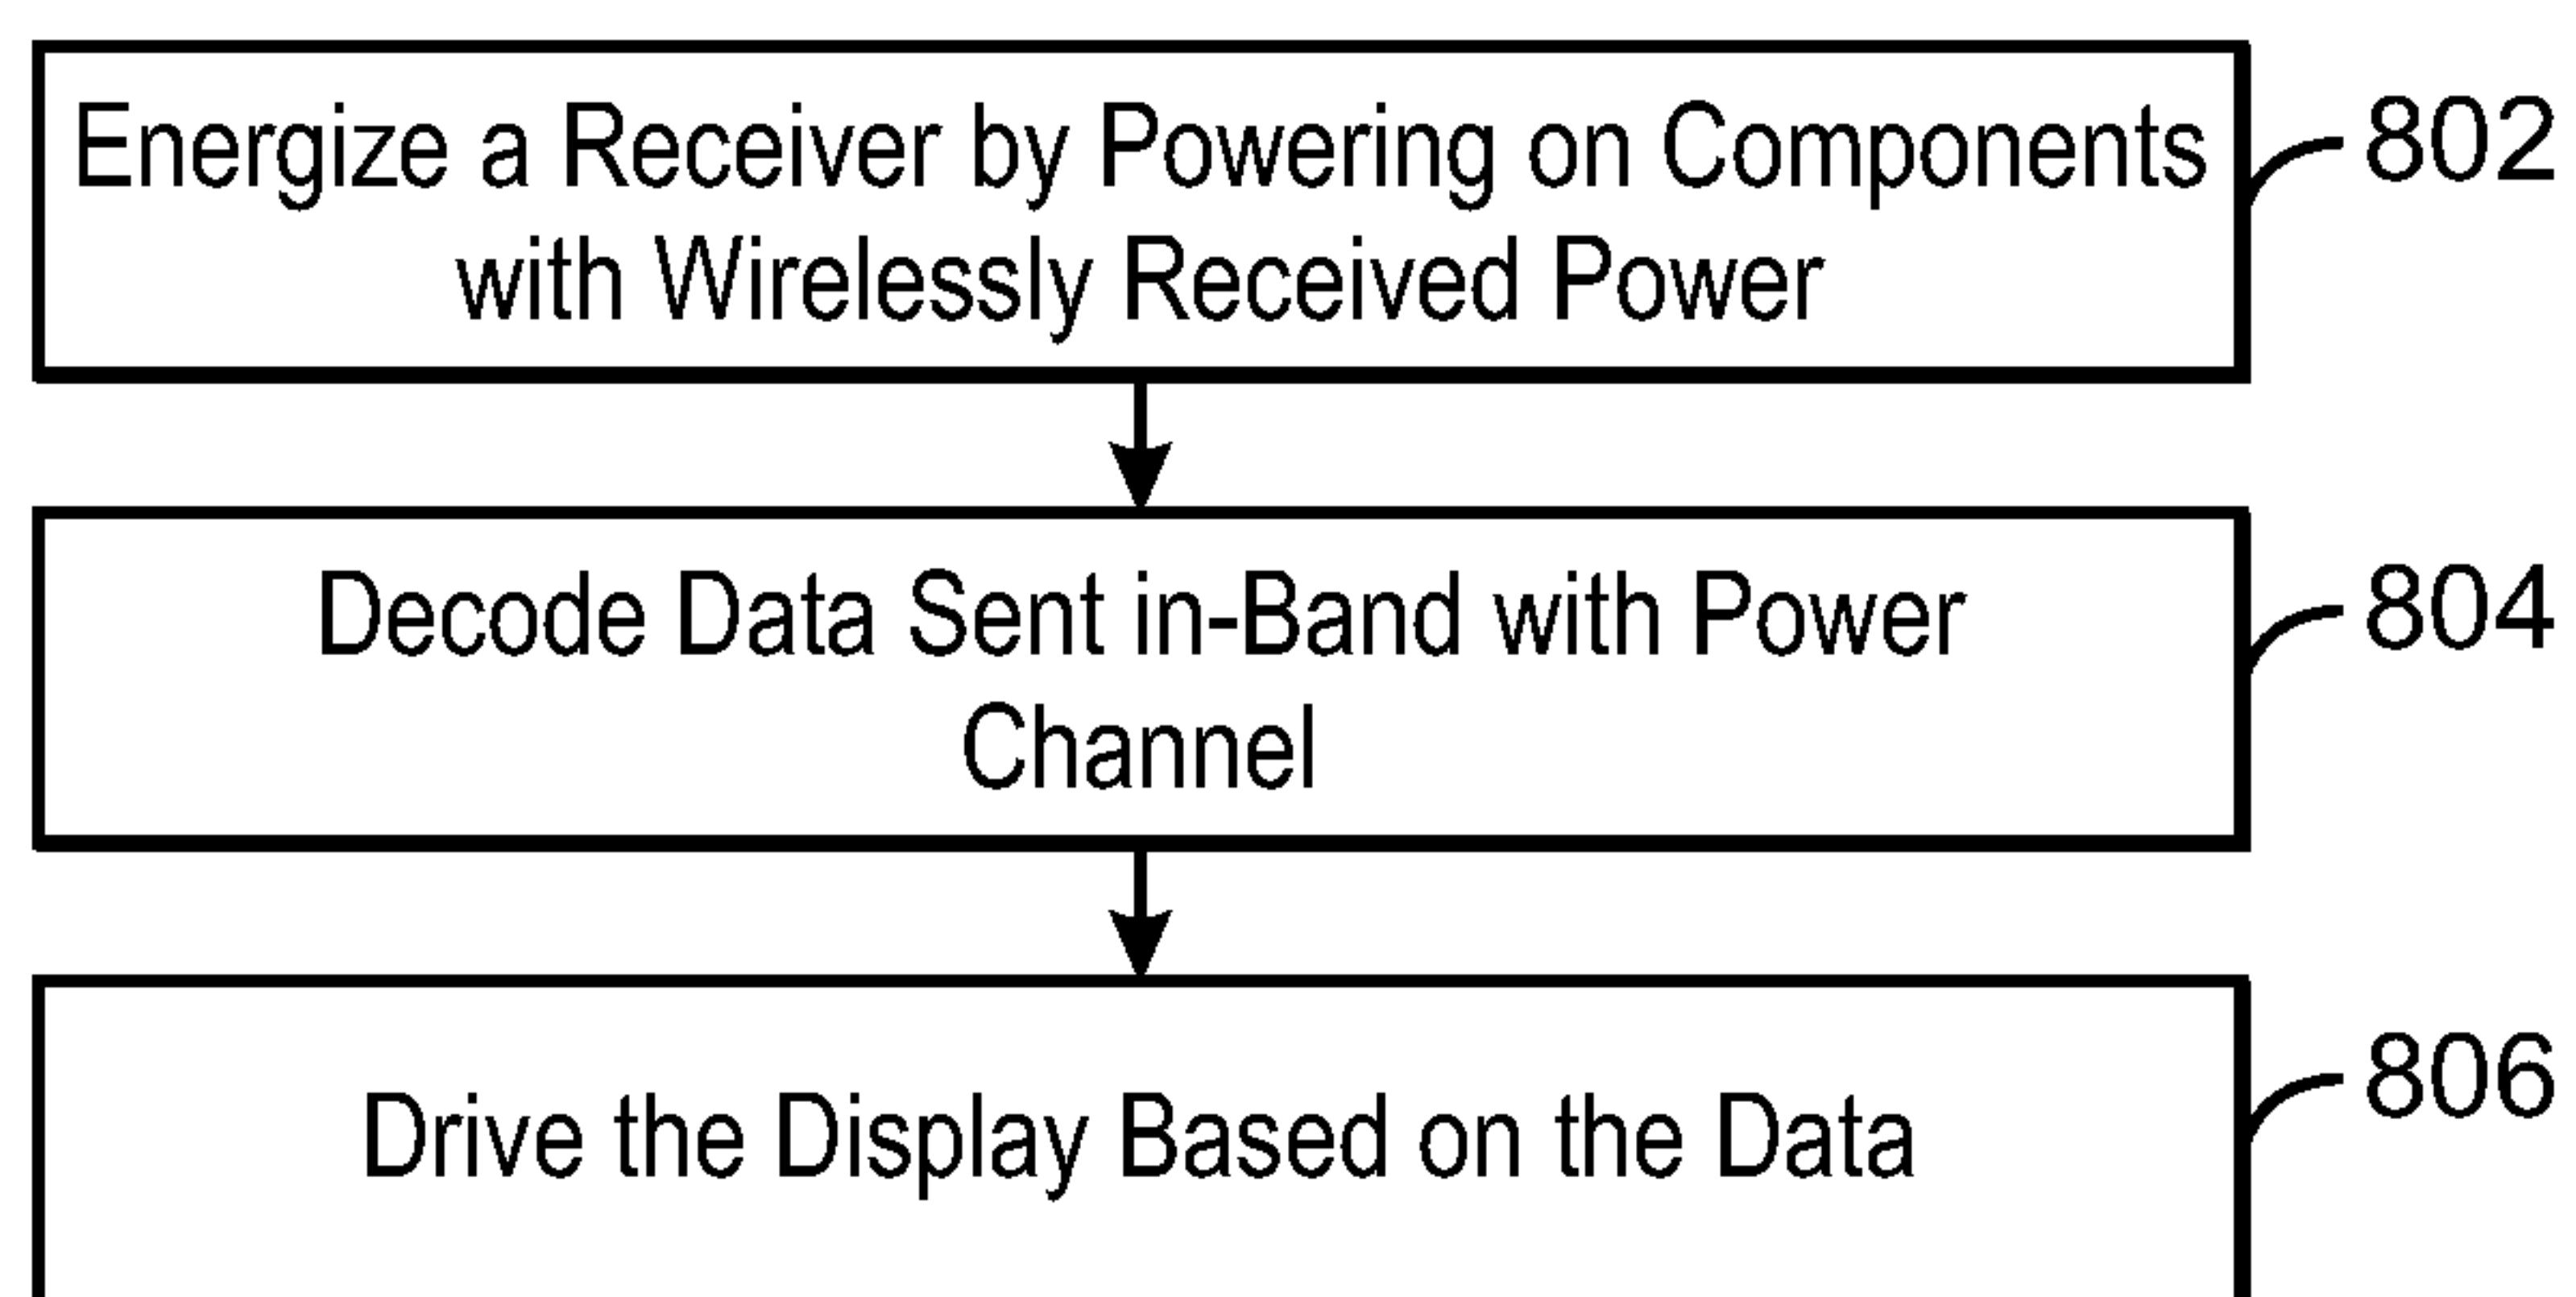 Energize a Receiver by Powering on Components
with Wirelessly Received Power
802
Decode Data Sent in-Band with Power
Channel
804
Drive the Display Based on the Data
806